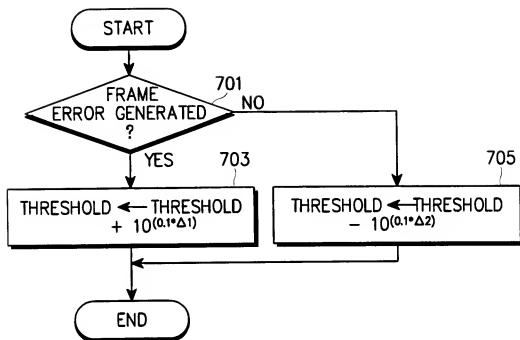 START
701
FRAME
ERROR GENERATED
?
NO
YES
703
THRESHOLD ← THRESHOLD
+ 10^(0.1•Δ1)
705
THRESHOLD ← THRESHOLD
− 10^(0.1•Δ2)
END